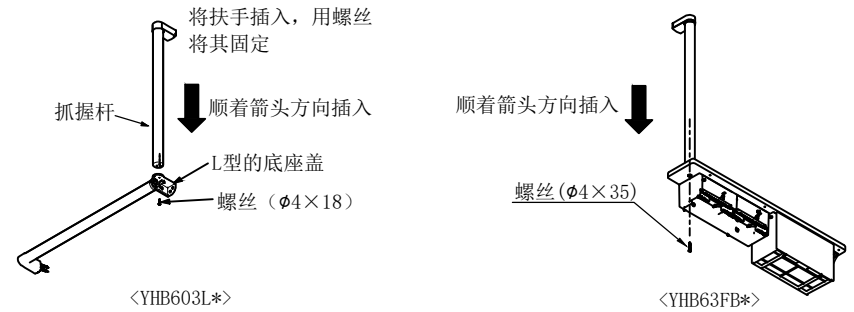 将扶手插入，用螺丝
将其固定
抓握杆
顺着箭头方向插入
L型的底座盖
螺丝（φ4×18）
<YHB603L*>
顺着箭头方向插入
螺丝(φ4×35)
<YHB63FB*>